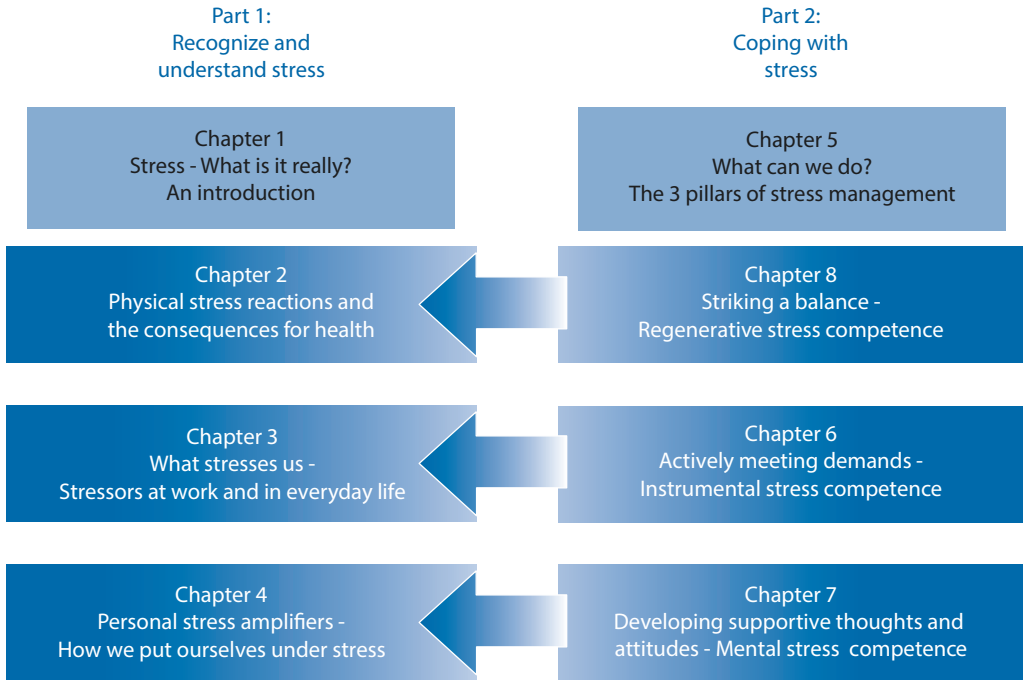 Part 1:
Recognize and
understand stress
Chapter 1
Stress - What is it really?
An introduction
Chapter 2
Physical stress reactions and
the consequences for health
Chapter 3
What stresses us -
Stressors at work and in everyday life
Chapter 4
Personal stress amplifiers -
How we put ourselves under stress
Part 2:
Coping with
stress
Chapter 5
What can we do?
The 3 pillars of stress management
Chapter 8
Striking a balance -
Regenerative stress competence
Chapter 6
Actively meeting demands -
Instrumental stress competence
Chapter 7
Developing supportive thoughts and
attitudes - Mental stress  competence